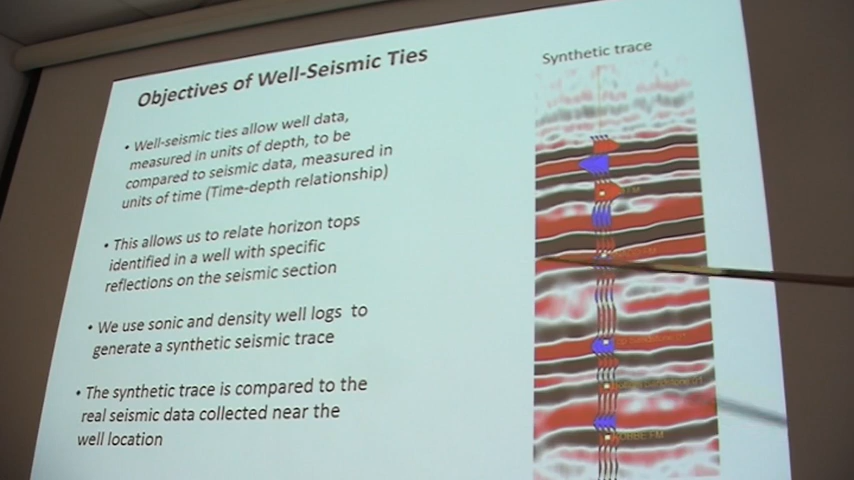 Objectives of Well-Seismic Ties
Synthetic trace
• Well-seismic ties allow well data,
measured in units of depth, to be
compared to seismic data, measured in
units of time (Time-depth relationship)
• This allows us to relate horizon tops
identified in a well with specific
reflections on the seismic section
• We use sonic and density well logs to
generate a synthetic seismic trace
• The synthetic trace is compared to the
real seismic data collected near the
well location
FM